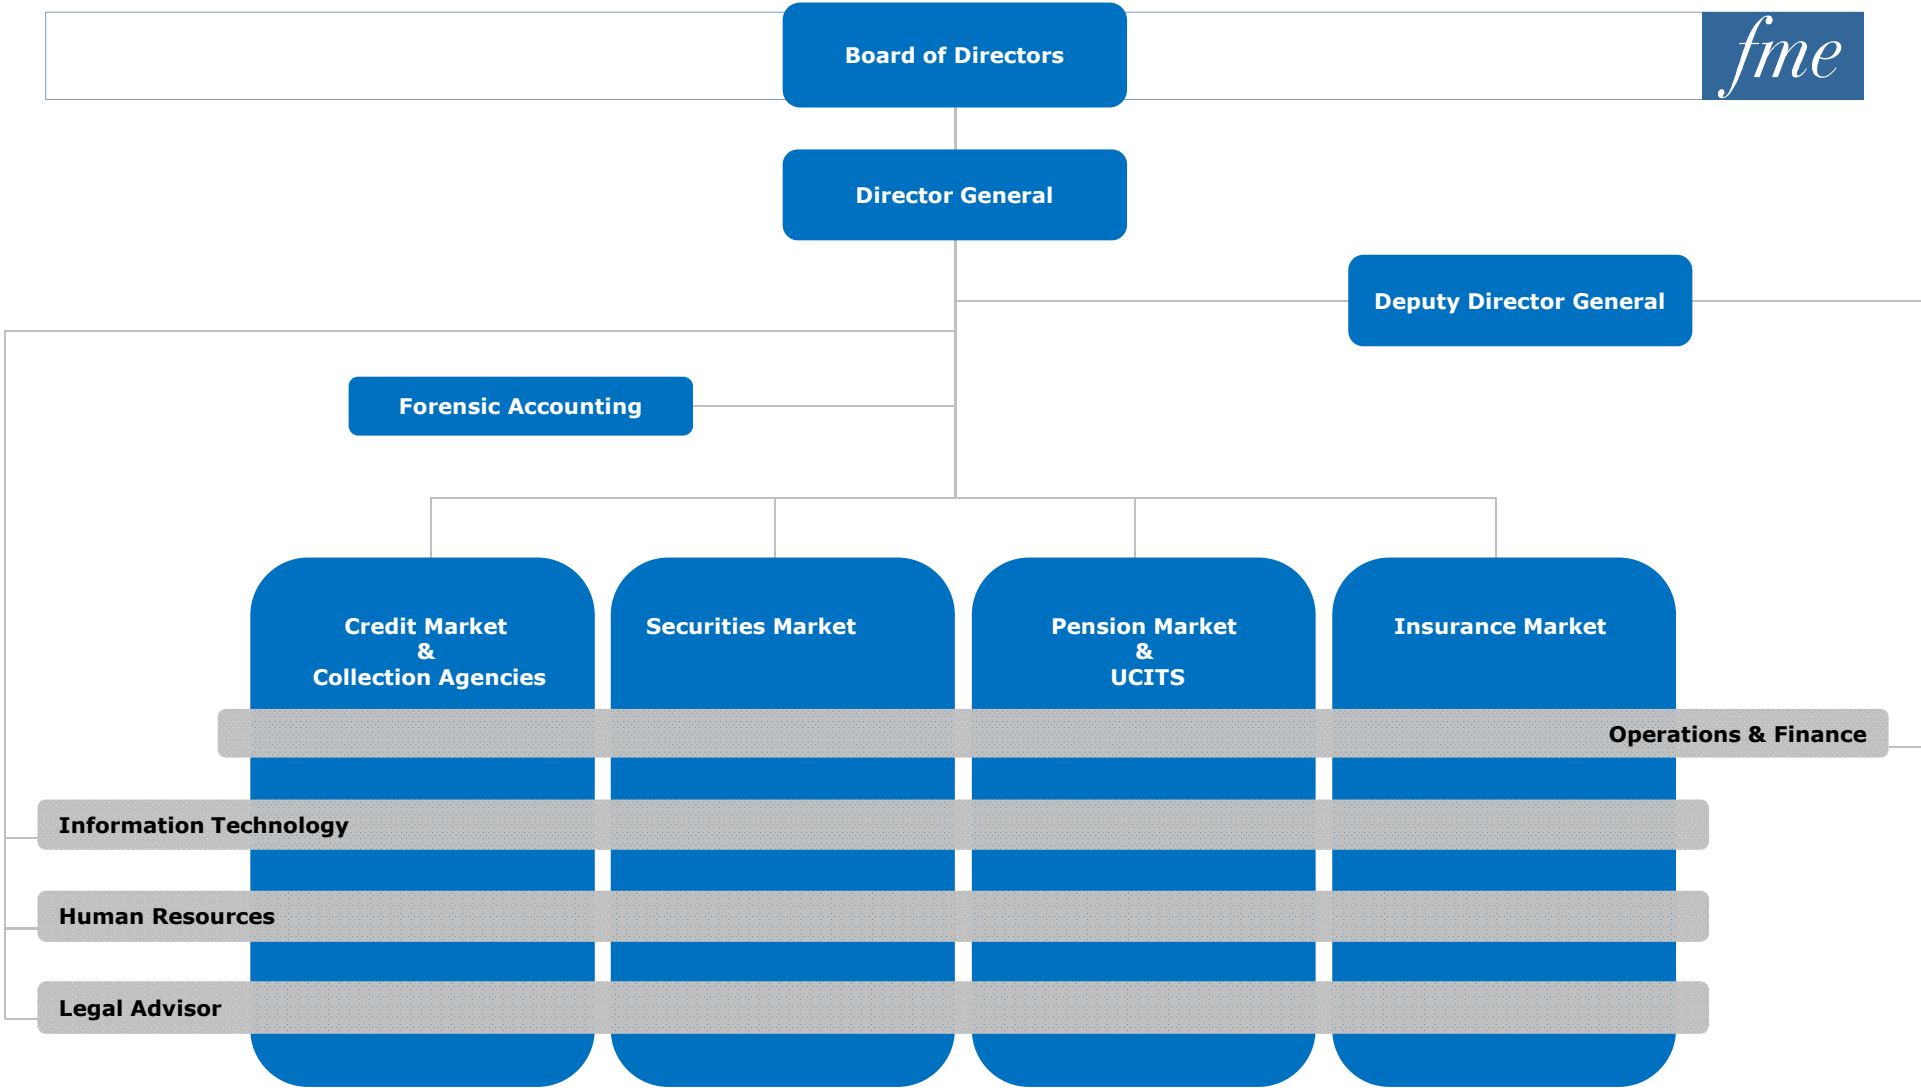 Board of Directors
fme
Director General
Deputy Director General
Forensic Accounting
Credit Market
&
Collection Agencies
Securities Market
Pension Market
&
UCITS
Insurance Market
Operations & Finance
Information Technology
Human Resources
Legal Advisor